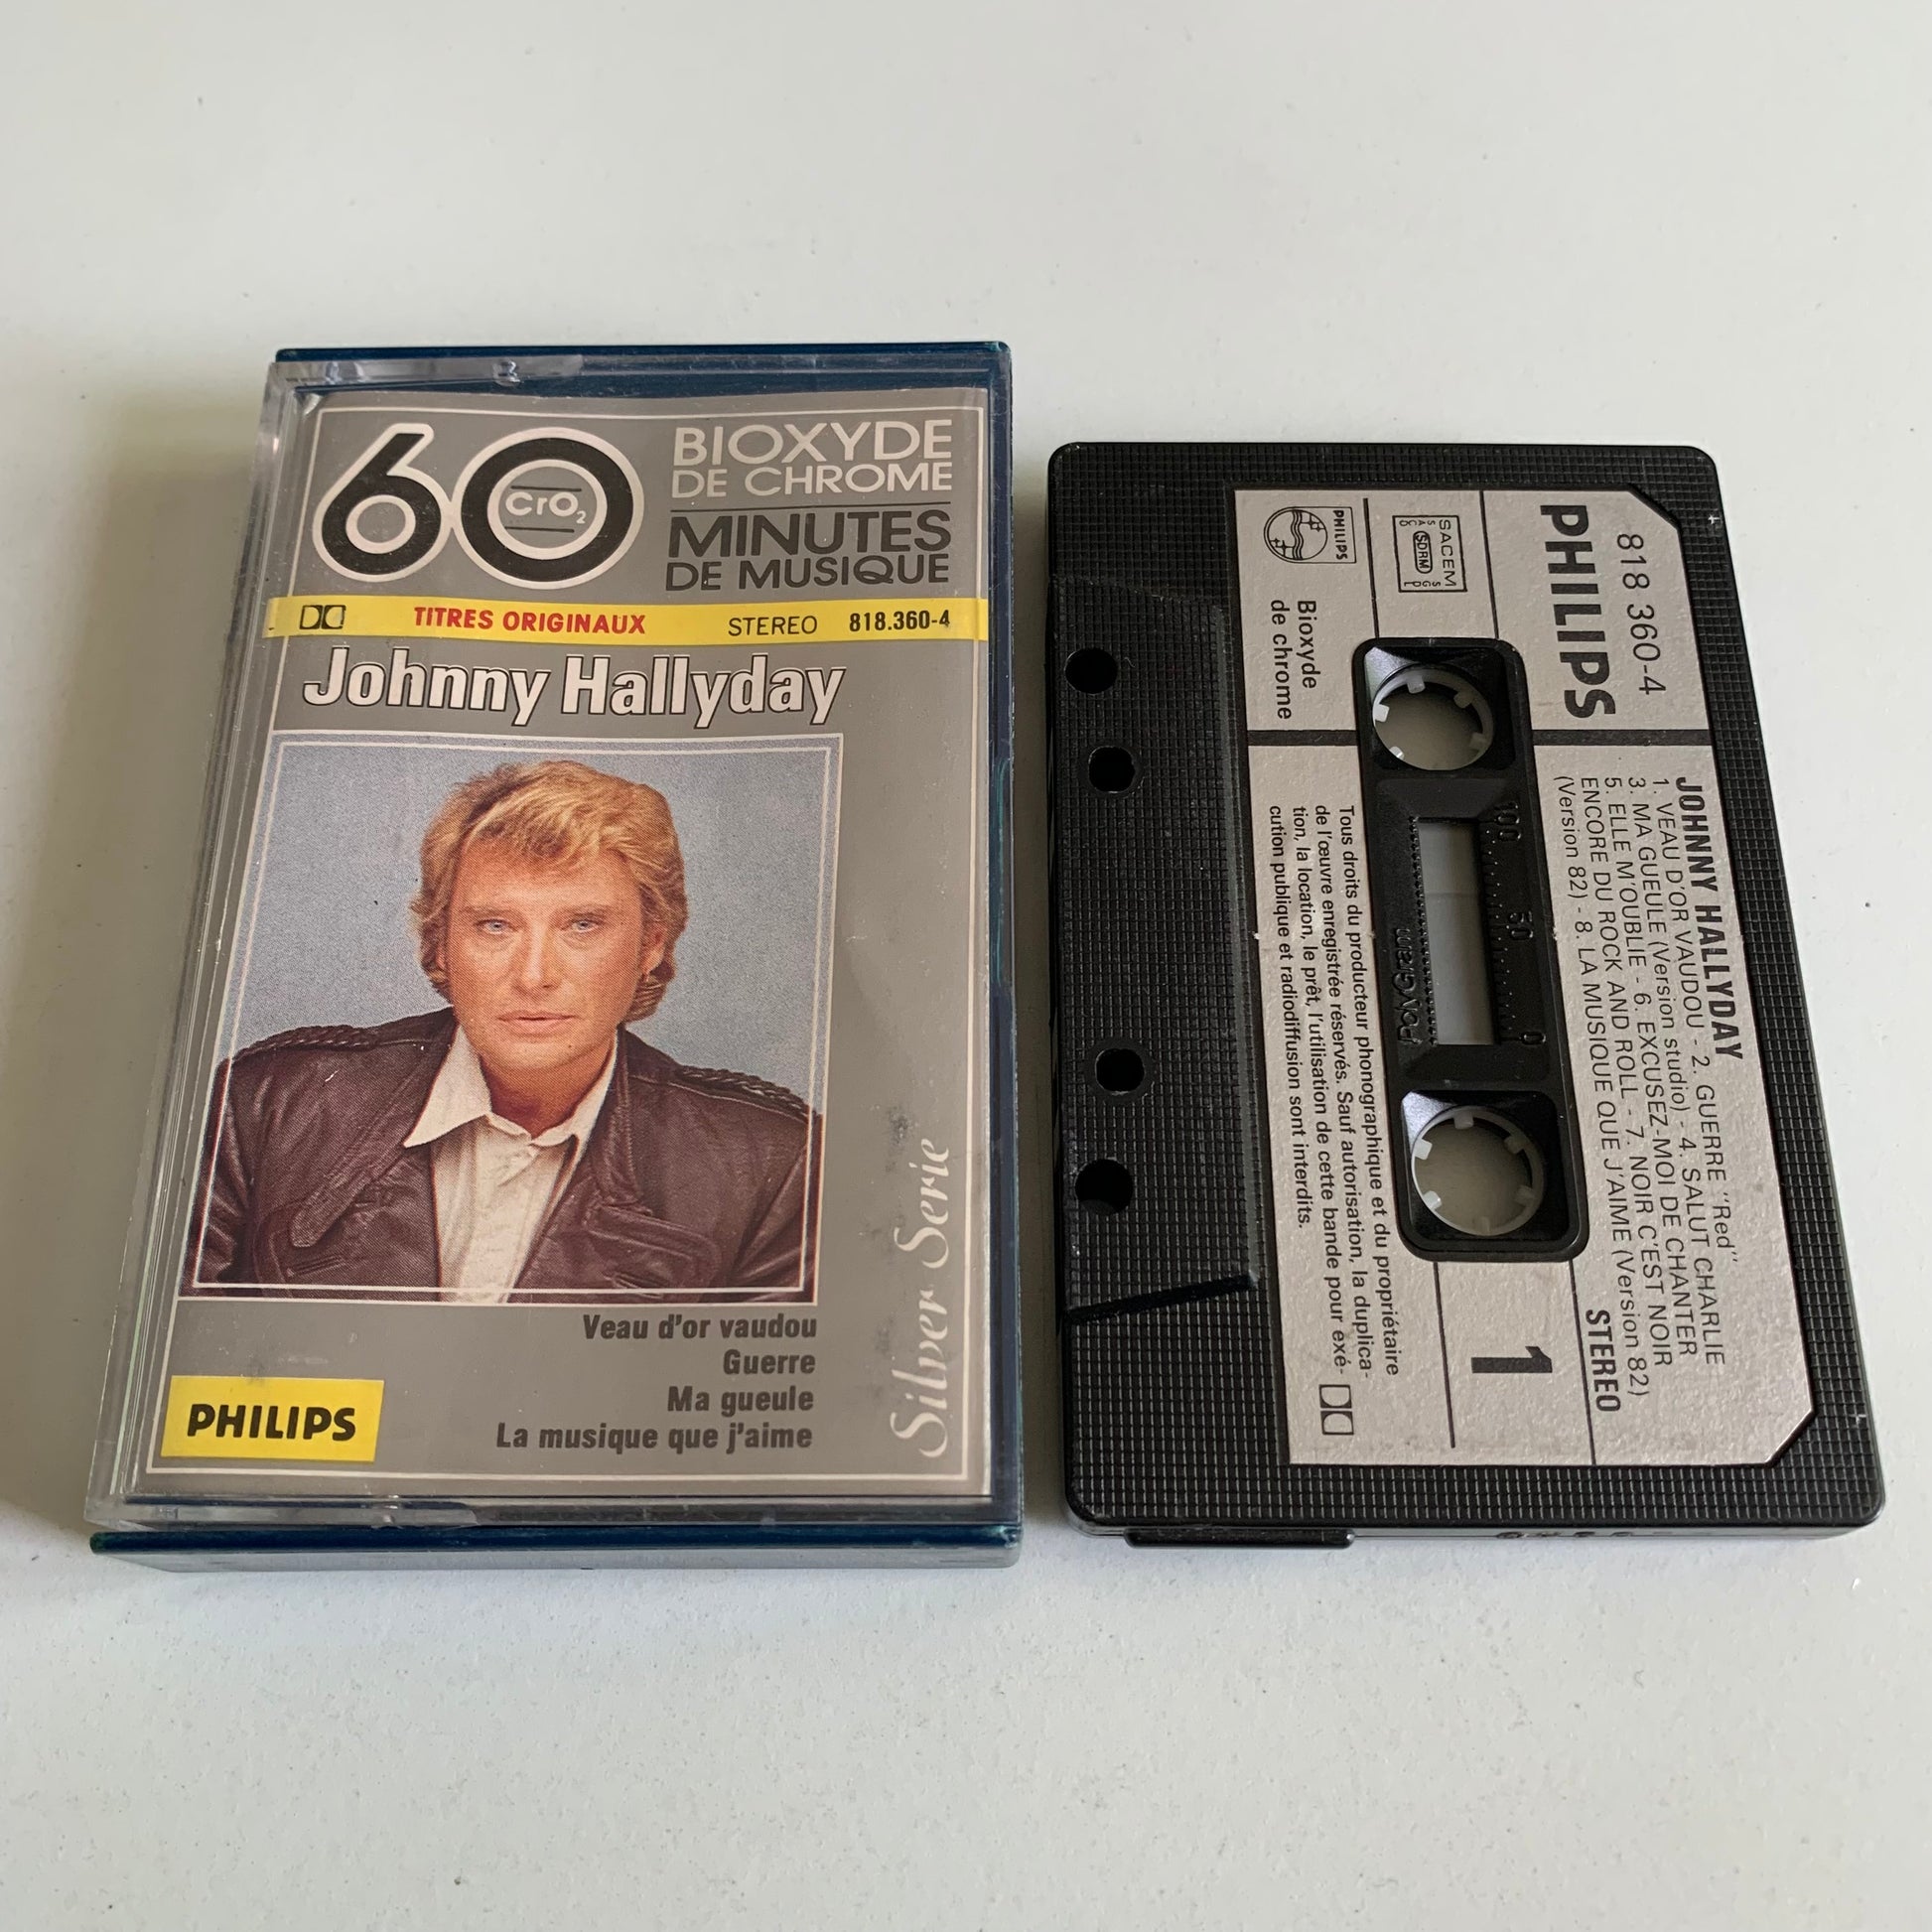 60
CrO2
BIOXYDE
DE CHROME
MINUTES
DE MUSIQUE
TITRES ORIGINAUX
STEREO
818.360-4
Johnny Hallyday
Silver Serie
Veau d'or vaudou
Guerre
Ma gueule
La musique que j'aime
PHILIPS
818 360-4
PHILIPS
SACEM
SDRM
PHILIPS
Bioxyde
de chrome
JOHNNY HALLYDAY
1. VEAU D'OR VAUDOU - 2. GUERRE "Red"
3. MA GUEULE (Version studio) - 4. SALUT CHARLIE
5. ELLE M'OUBLIE - 6. EXCUSEZ-MOI DE CHANTER
ENCORE DU ROCK AND ROLL - 7. NOIR C'EST NOIR
(Version 82) - 8. LA MUSIQUE QUE J'AIME (Version 82)
STEREO
1
100
50
0
PolyGram
Tous droits du producteur phonographique et du propriétaire
de l'œuvre enregistrée réservés. Sauf autorisation, la duplica-
tion, la location, le prêt, l'utilisation de cette bande pour exé-
cution publique et radiodiffusion sont interdits.